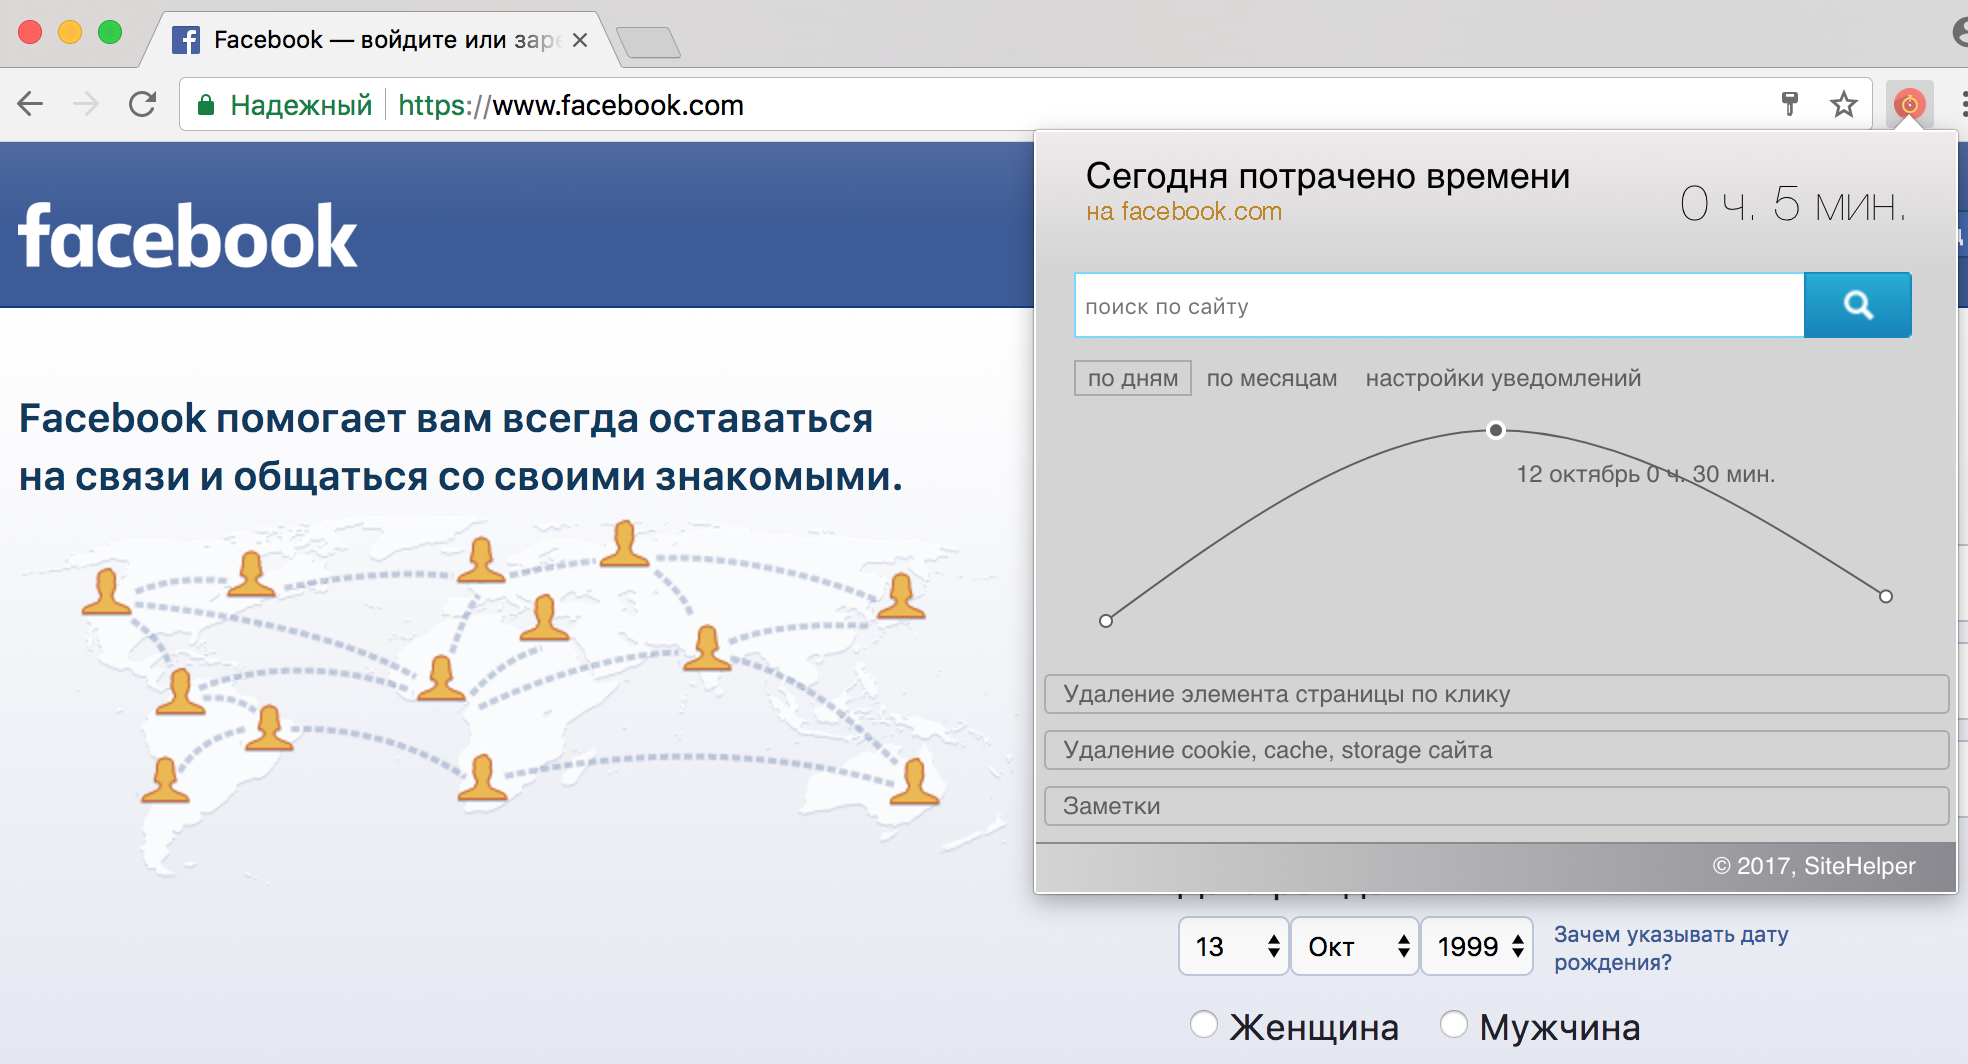 Facebook — войдите или заре
Надежный
https://www.facebook.com
facebook
Facebook помогает вам всегда оставаться
на связи и общаться со своими знакомыми.
Сегодня потрачено времени
на facebook.com
0 ч. 5 мин.
поиск по сайту
по дням по месяцам настройки уведомлений
12 октябрь 0 ч. 30 мин.
Удаление элемента страницы по клику
Удаление cookie, cache, storage сайта
Заметки
© 2017, SiteHelper
13 Окт 1999
Зачем указывать дату
рождения?
Женщина Мужчина